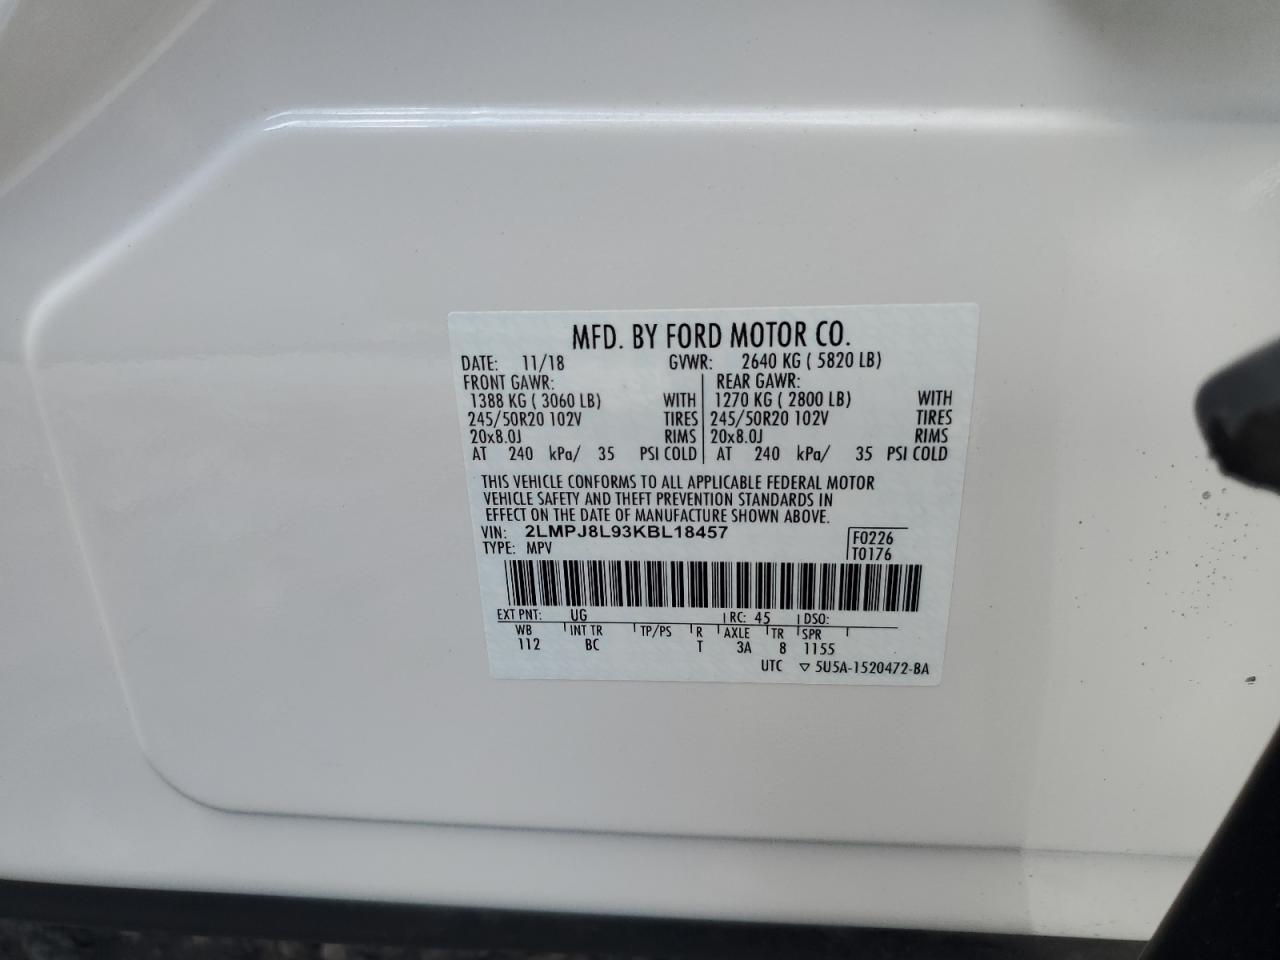 MFD. BY FORD MOTOR CO.
DATE: 11/18 GVWR: 2640 KG ( 5820 LB)
FRONT GAWR: REAR GAWR:
1388 KG ( 3060 LB) WITH 1270 KG ( 2800 LB) WITH
245/50R20 102V TIRES 245/50R20 102V TIRES
20x8.0J RIMS 20x8.0J RIMS
AT 240 kPa/ 35 PSI COLD AT 240 kPa/ 35 PSI COLD
THIS VEHICLE CONFORMS TO ALL APPLICABLE FEDERAL MOTOR
VEHICLE SAFETY AND THEFT PREVENTION STANDARDS IN
EFFECT ON THE DATE OF MANUFACTURE SHOWN ABOVE.
VIN: 2LMPJ8L93KBL18457 F0226
TYPE: MPV T0176
EXT PNT: UG RC: 45 DSO:
WB INT TR TP/PS R AXLE TR SPR
112 BC T 3A 8 1155
UTC ▽ 5U5A-1520472-BA